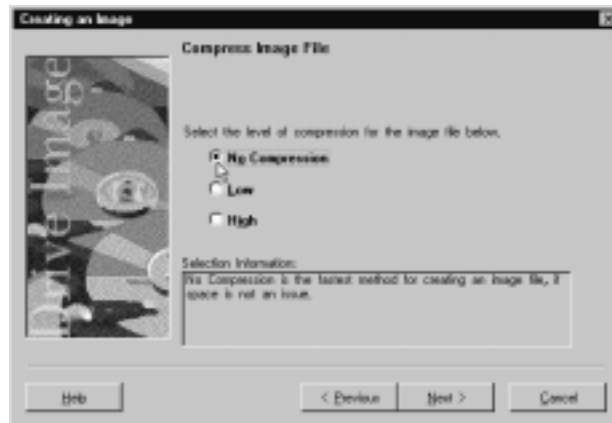 Creating an Image
Drive Image
Compress Image File
Select the level of compression for the image file below.
No Compression
Low
High
Selection Information:
No Compression is the fastest method for creating an image file, if
space is not an issue.
Help
< Previous
Next >
Cancel